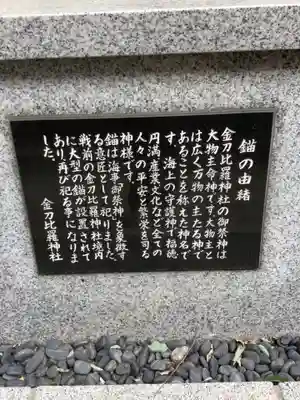 錨の由緒
金刀比羅神社の御祭神は
大物主命神です。大物主と
は広く万物の主たる神で
あることを称えた神名で
す。海上の守護神で福徳
円満、産業文化など全ての
人々の平安と繁栄を司る
神様です。
錨は海事御祭神を象徴す
る意匠として祀りました。
戦前の金刀比羅神社境内
に大型の錨が設置されて
あり、再び祀る事になりま
した。
金刀比羅神社